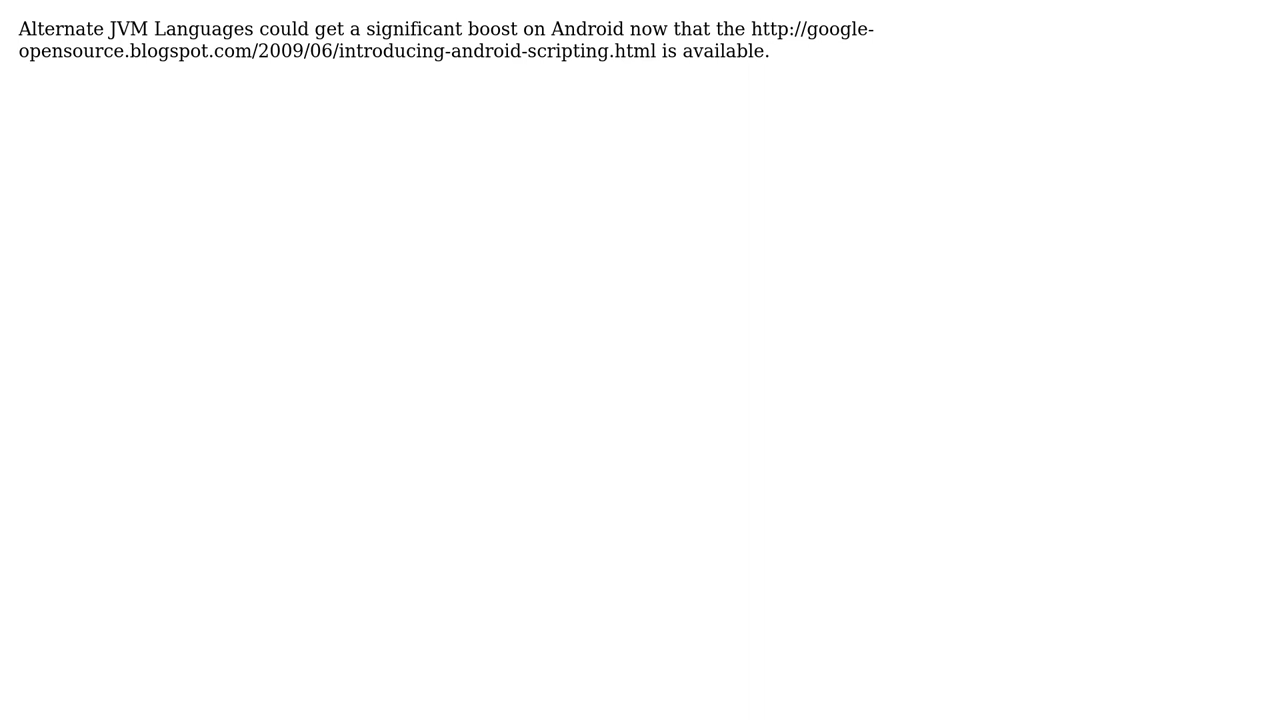 Alternate JVM Languages could get a significant boost on Android now that the http://google-
opensource.blogspot.com/2009/06/introducing-android-scripting.html is available.